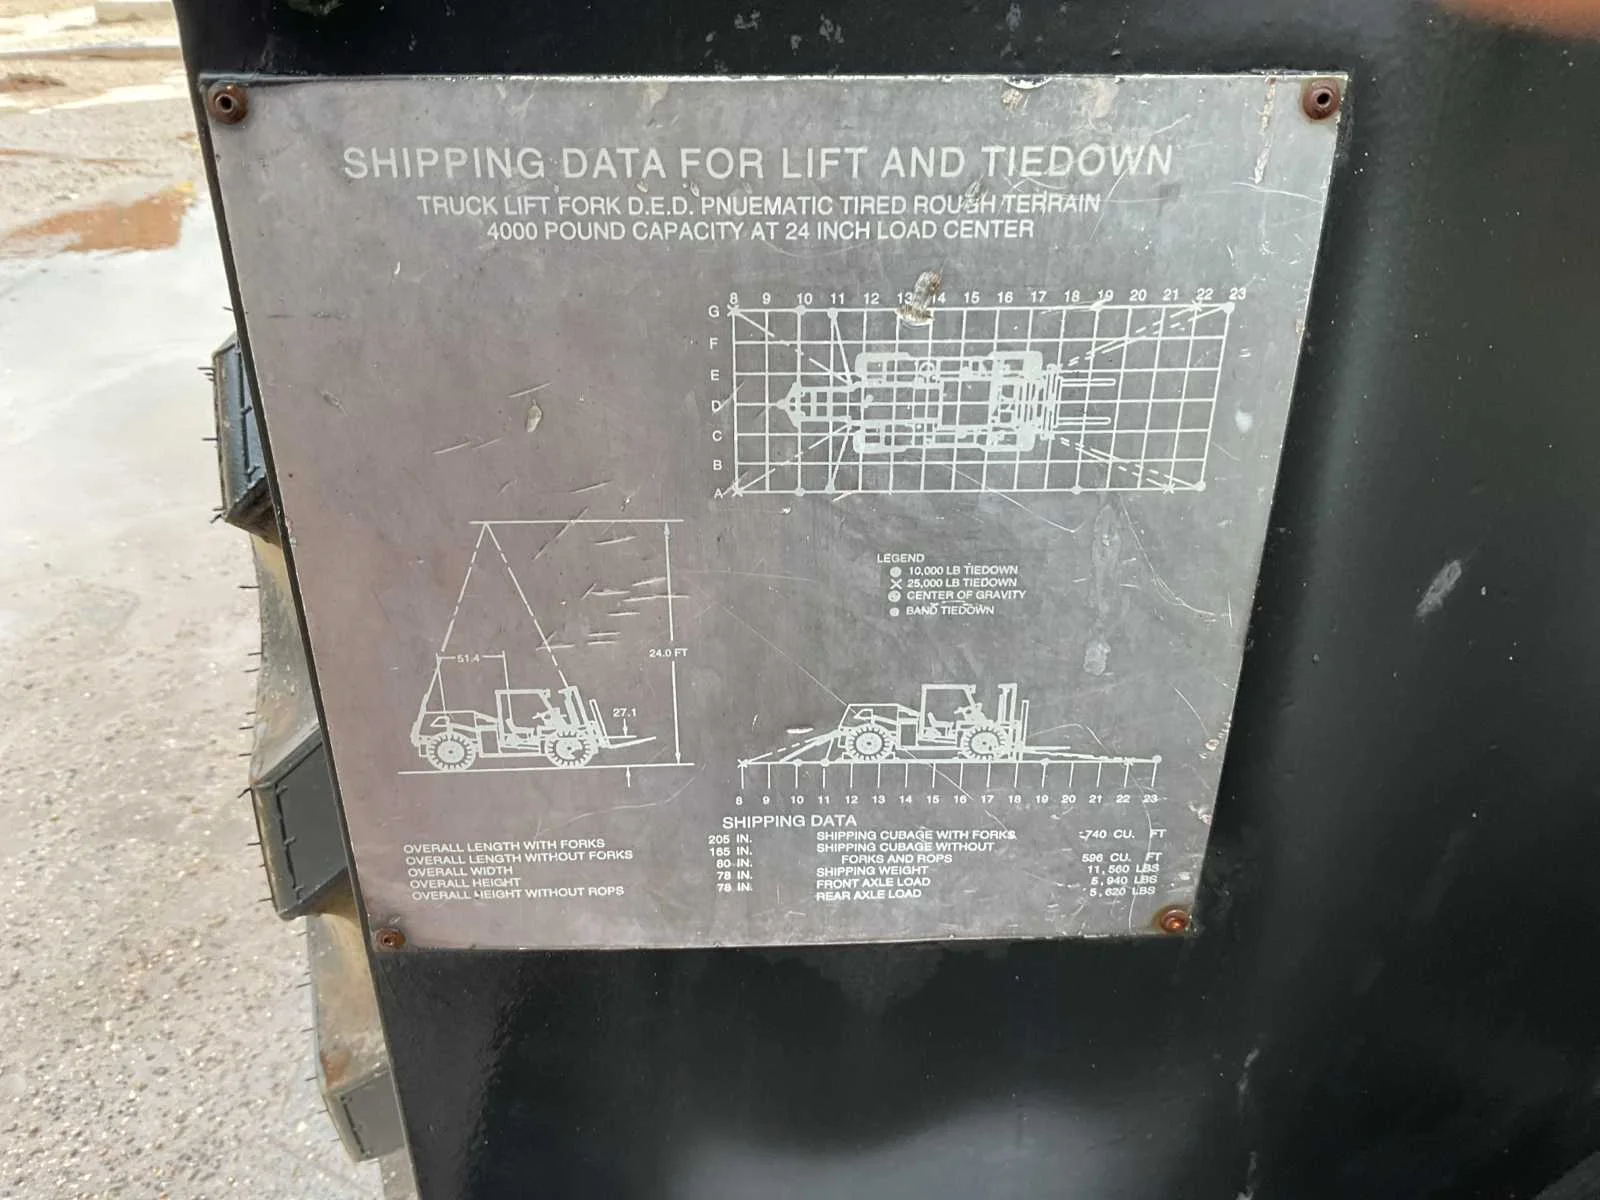 SHIPPING DATA FOR LIFT AND TIEDOWN
TRUCK LIFT FORK D.E.D. PNUEMATIC TIRED ROUGH TERRAIN
4000 POUND CAPACITY AT 24 INCH LOAD CENTER
8 9 10 11 12 13 14 15 16 17 18 19 20 21 22 23
G
F
E
D
C
B
A
LEGEND
10,000 LB TIEDOWN
25,000 LB TIEDOWN
CENTER OF GRAVITY
BAND TIEDOWN
51.4
24.0 FT
27.1
8 9 10 11 12 13 14 15 16 17 18 19 20 21 22 23
SHIPPING DATA
OVERALL LENGTH WITH FORKS 205 IN.
OVERALL LENGTH WITHOUT FORKS 165 IN.
OVERALL WIDTH 80 IN.
OVERALL HEIGHT 78 IN.
OVERALL HEIGHT WITHOUT ROPS 78 IN.
SHIPPING CUBAGE WITH FORKS 740 CU. FT
SHIPPING CUBAGE WITHOUT
FORKS AND ROPS 596 CU. FT
SHIPPING WEIGHT 11,560 LBS
FRONT AXLE LOAD 5,940 LBS
REAR AXLE LOAD 5,620 LBS